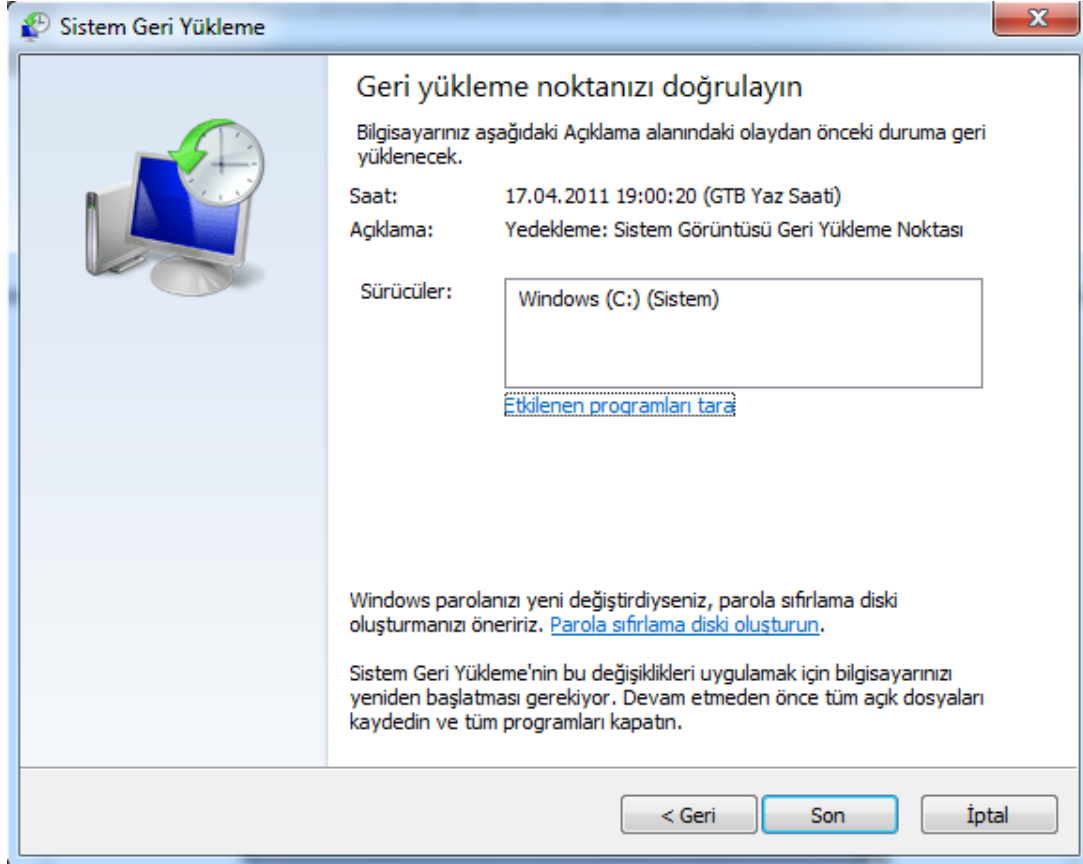 Sistem Geri Yükleme
Geri yükleme noktanızı doğrulayın
Bilgisayarınız aşağıdaki Açıklama alanındaki olaydan önceki duruma geri
yüklenecek.
Saat: 17.04.2011 19:00:20 (GTB Yaz Saati)
Açıklama: Yedekleme: Sistem Görüntüsü Geri Yükleme Noktası
Sürücüler: Windows (C:) (Sistem)
Etkilenen programları tara
Windows parolanızı yeni değiştirdiyseniz, parola sıfırlama diski
oluşturmanızı öneririz. Parola sıfırlama diski oluşturun.
Sistem Geri Yükleme'nin bu değişiklikleri uygulamak için bilgisayarınızı
yeniden başlatması gerekiyor. Devam etmeden önce tüm açık dosyaları
kaydedin ve tüm programları kapatın.
< Geri Son İptal